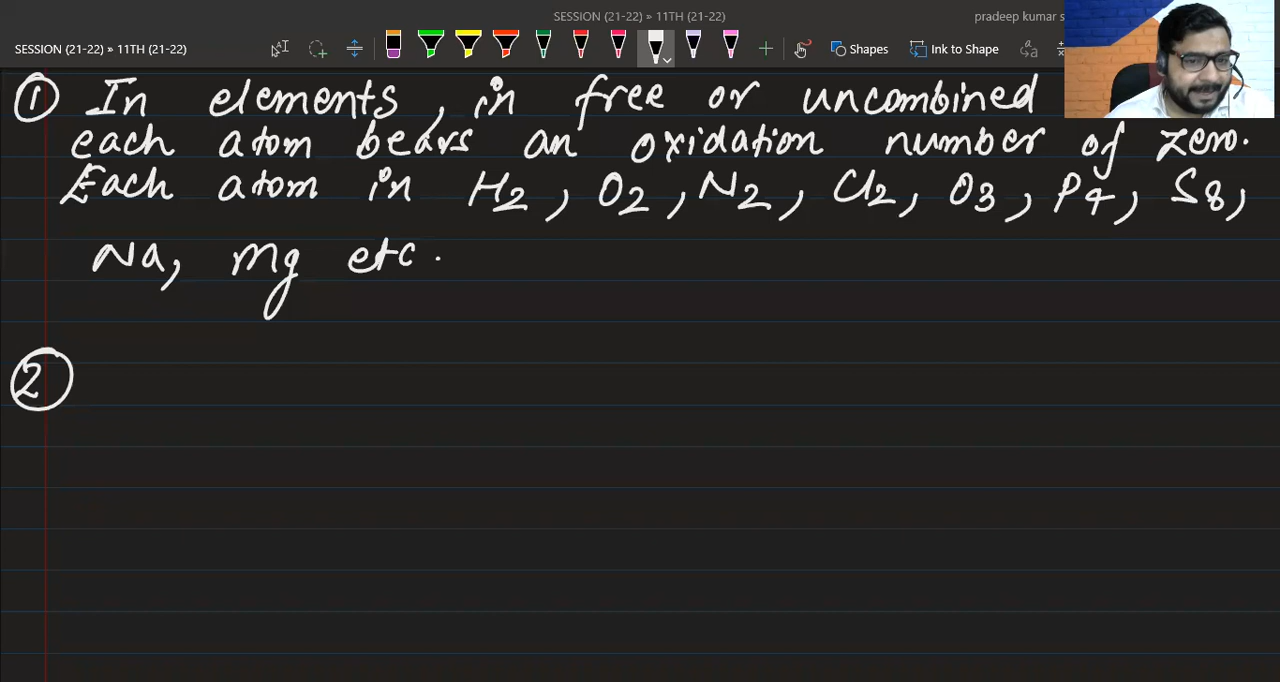 SESSION (21-22) » 11TH (21-22)
pradeep kumar s
SESSION (21-22) » 11TH (21-22)
Shapes
Ink to Shape
① In elements, in free or uncombined
each atom bears an oxidation number of zero.
Each atom in H2, O2, N2, Cl2, O3, P4, S8,
Na, Mg etc.
②